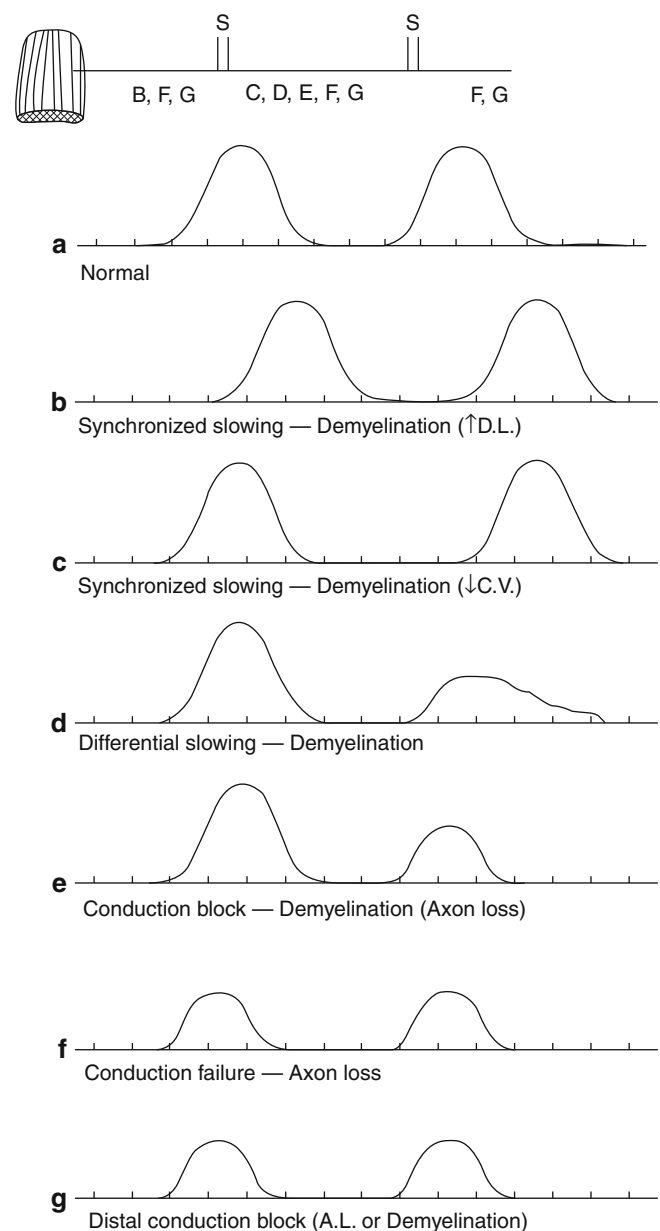 S S
B, F, G C, D, E, F, G F, G
a
Normal
b
Synchronized slowing — Demyelination (↑D.L.)
c
Synchronized slowing — Demyelination (↓C.V.)
d
Differential slowing — Demyelination
e
Conduction block — Demyelination (Axon loss)
f
Conduction failure — Axon loss
g
Distal conduction block (A.L. or Demyelination)